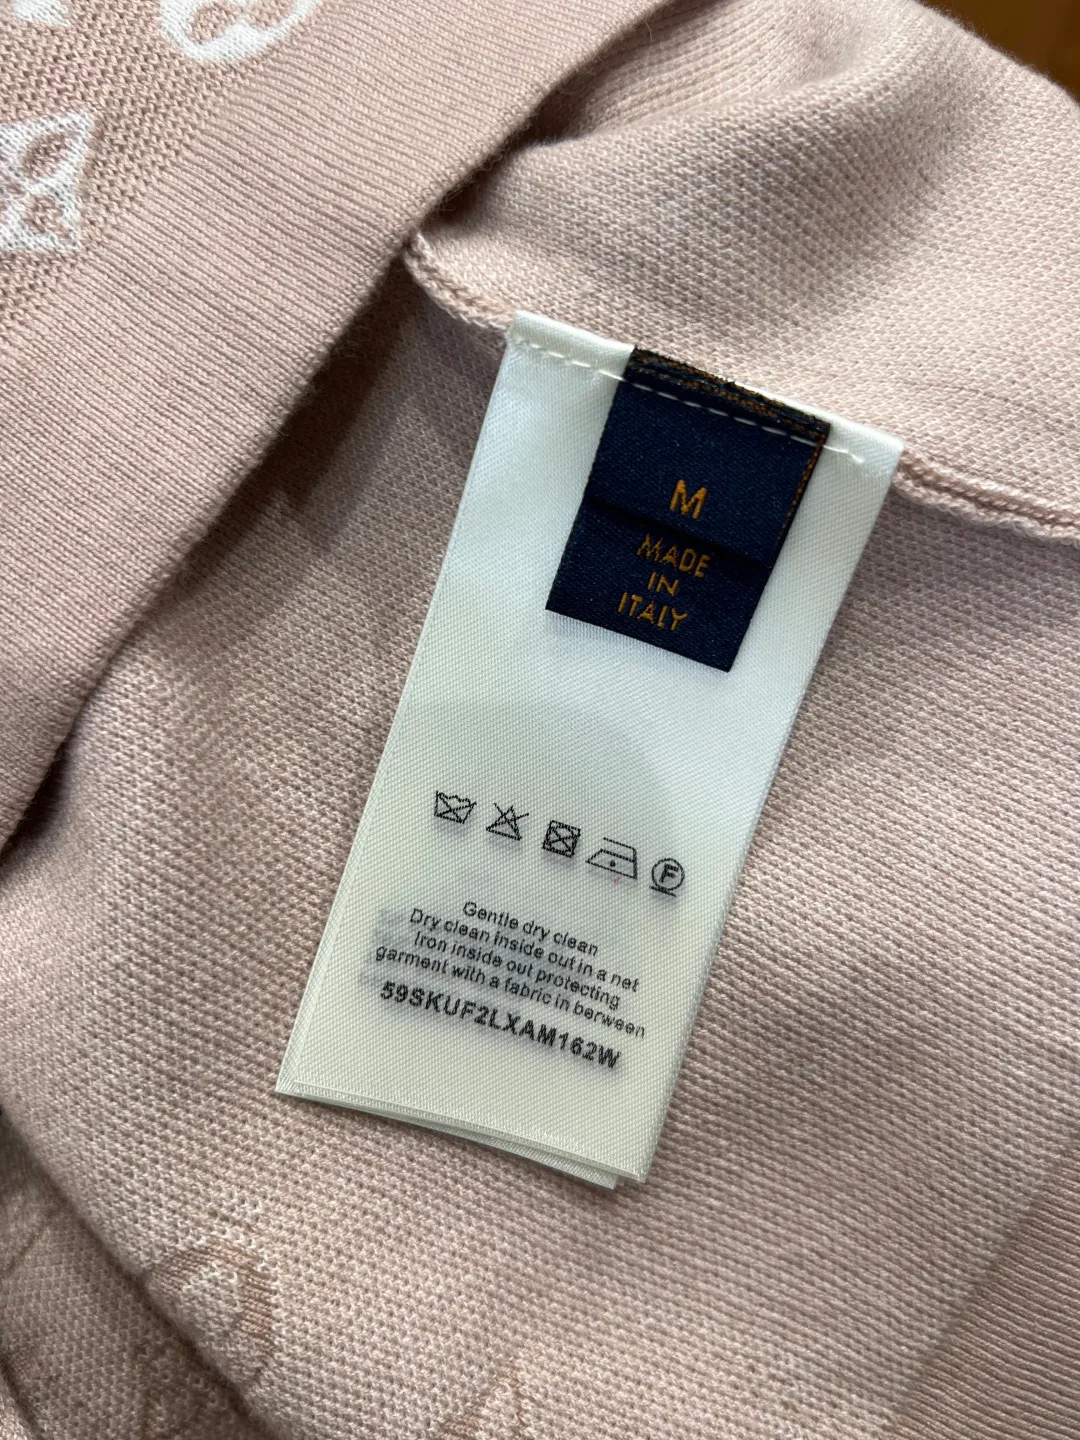 M
MADE
IN
ITALY
F
Gentle dry clean
Dry clean inside out in a net
Iron inside out protecting
garment with a fabric in berween
59SKUF2LXAM162W